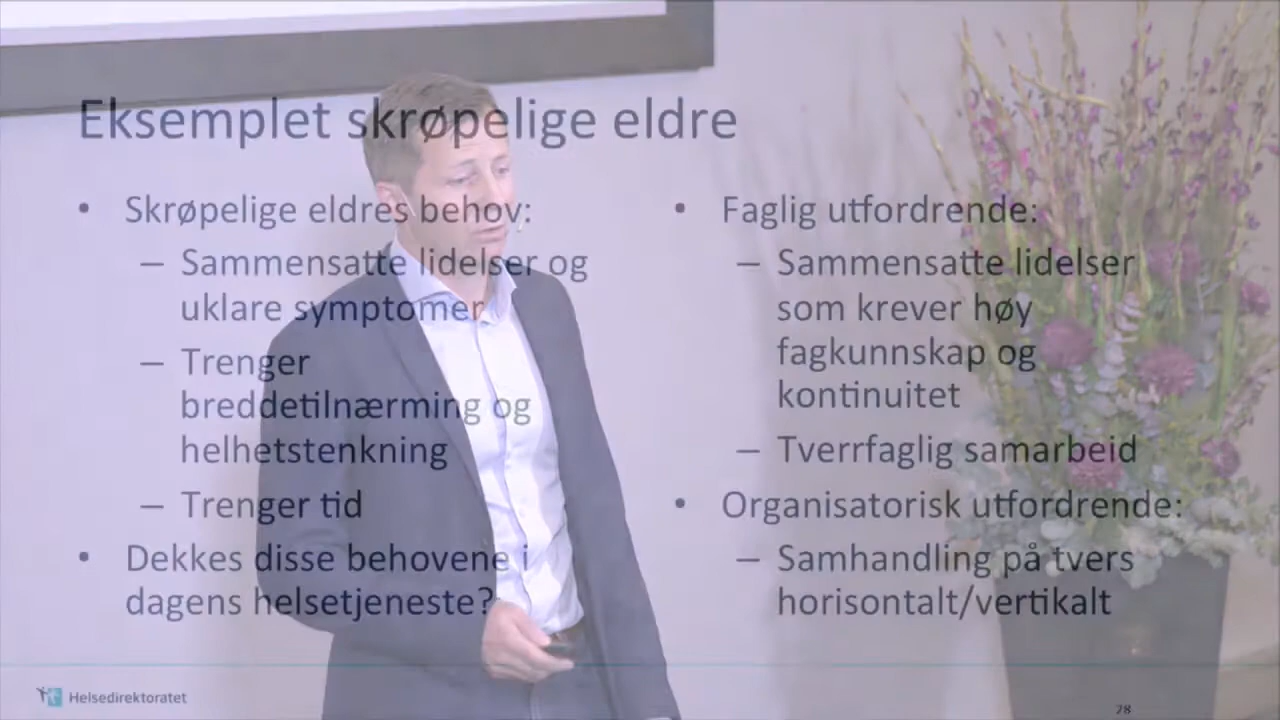 Eksemplet skrøpelige eldre
• Skrøpelige eldres behov:
– Sammensatte lidelser og
uklare symptomer
– Trenger
breddetilnærming og
helhetstenkning
– Trenger tid
• Dekkes disse behovene i
dagens helsetjeneste?
• Faglig utfordrende:
– Sammensatte lidelser
som krever høy
fagkunnskap og
kontinuitet
– Tverrfaglig samarbeid
• Organisatorisk utfordrende:
– Samhandling på tvers
horisontalt/vertikalt
Helsedirektoratet
28